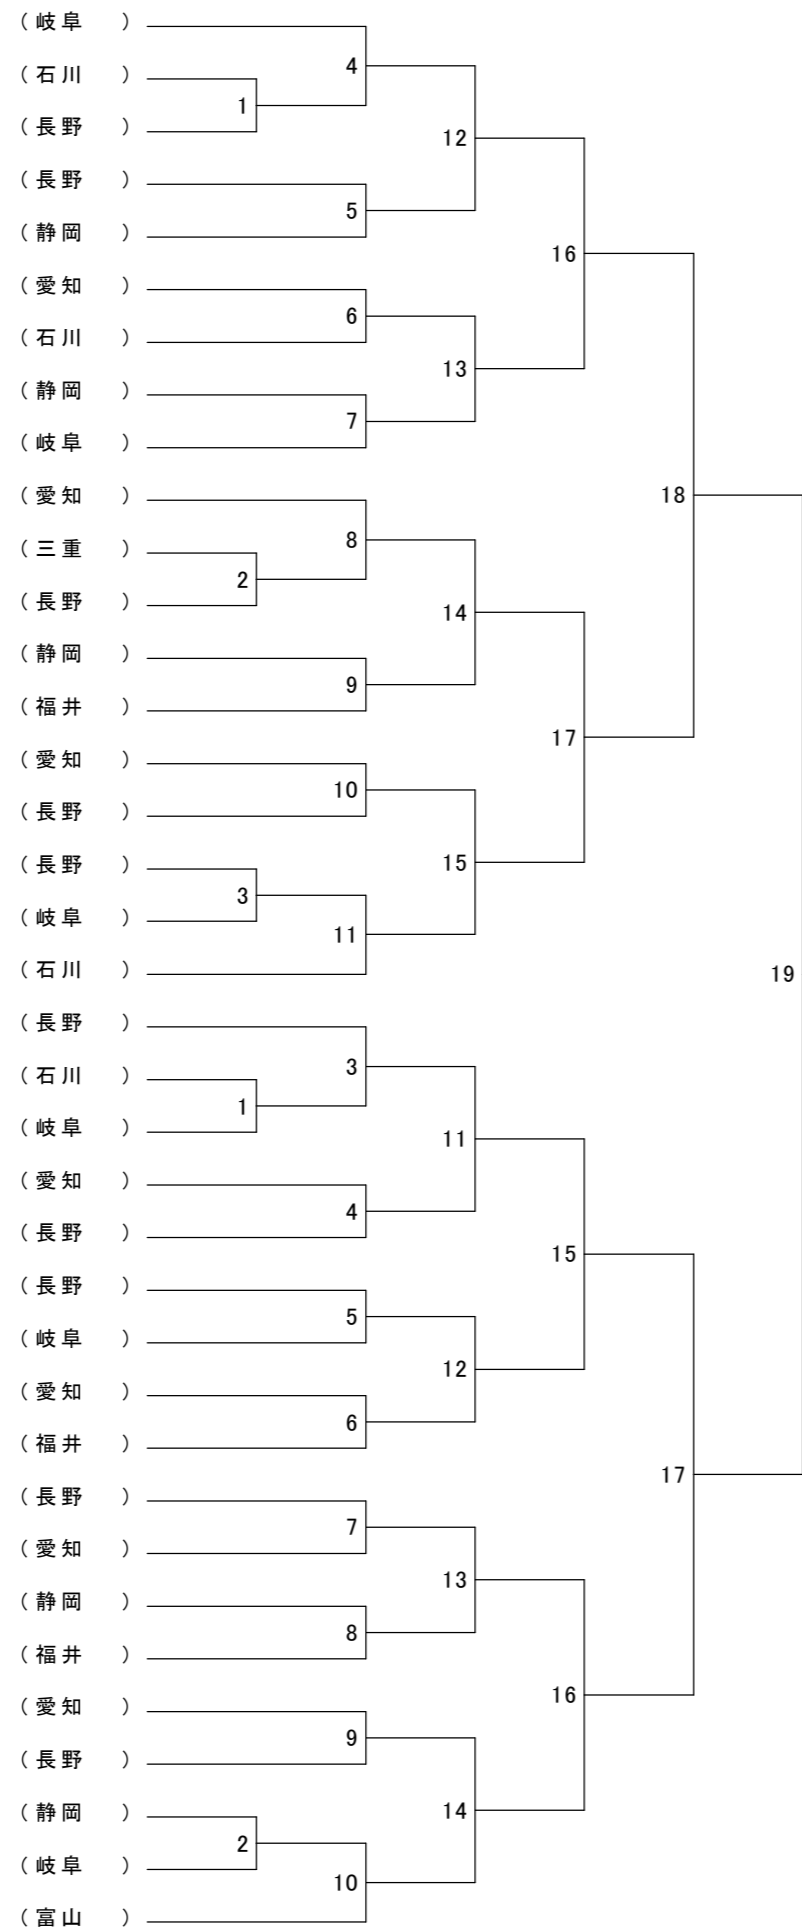 （岐阜　）
4
（石川　）
1
（長野　）
12
（長野　）
5
（静岡　）
16
（愛知　）
6
（石川　）
13
（静岡　）
7
（岐阜　）
（愛知　）
18
8
（三重　）
2
（長野　）
14
（静岡　）
9
（福井　）
17
（愛知　）
10
（長野　）
15
（長野　）
3
（岐阜　）
11
（石川　）
19
（長野　）
3
（石川　）
1
（岐阜　）
11
（愛知　）
4
（長野　）
15
（長野　）
5
（岐阜　）
12
（愛知　）
6
（福井　）
17
（長野　）
7
（愛知　）
13
（静岡　）
8
（福井　）
16
（愛知　）
9
（長野　）
14
（静岡　）
2
（岐阜　）
10
（富山　）